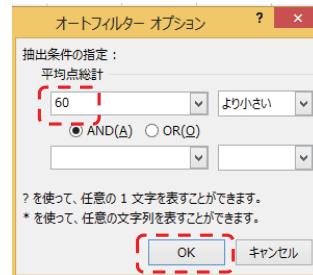 オートフィルター オプション ? ×
抽出条件の指定：
平均点総計
60 より小さい
AND(A) OR(O)
? を使って、任意の 1 文字を表すことができます。
* を使って、任意の文字列を表すことができます。
OK キャンセル